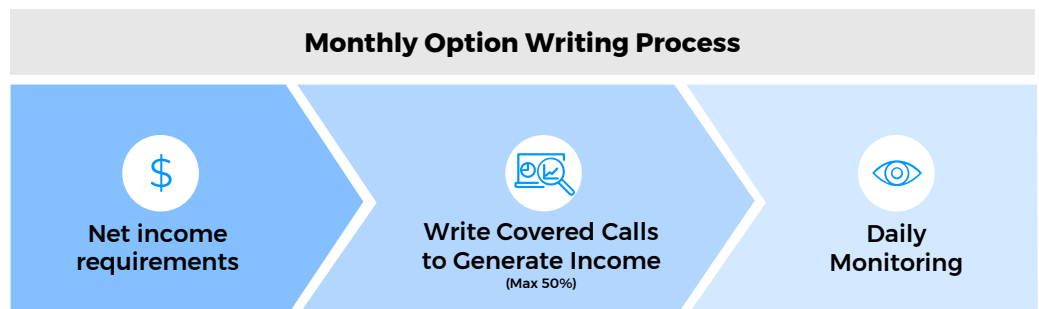 Monthly Option Writing Process
$
Net income
requirements
Write Covered Calls
to Generate Income
(Max 50%)
Daily
Monitoring